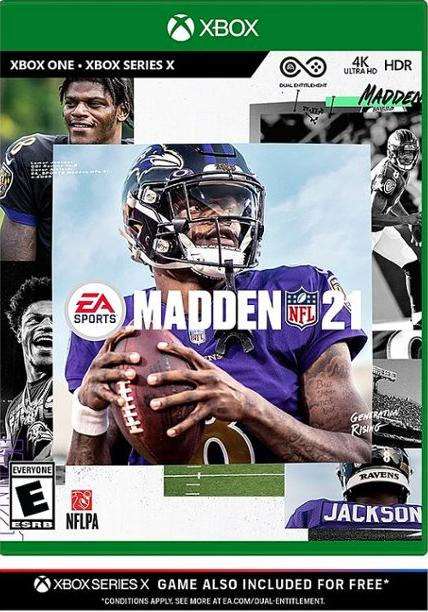 XBOX
XBOX ONE • XBOX SERIES X
DUAL ENTITLEMENT
4K
ULTRA HD
HDR
MADDEN
EA
SPORTS
MADDEN NFL 21
GENERATION
RISING
RAVENS
8
JACKSON
EVERYONE
E
ESRB
NFLPA
XBOX SERIES X GAME ALSO INCLUDED FOR FREE*
*CONDITIONS APPLY, SEE MORE AT EA.COM/DUAL-ENTITLEMENT.